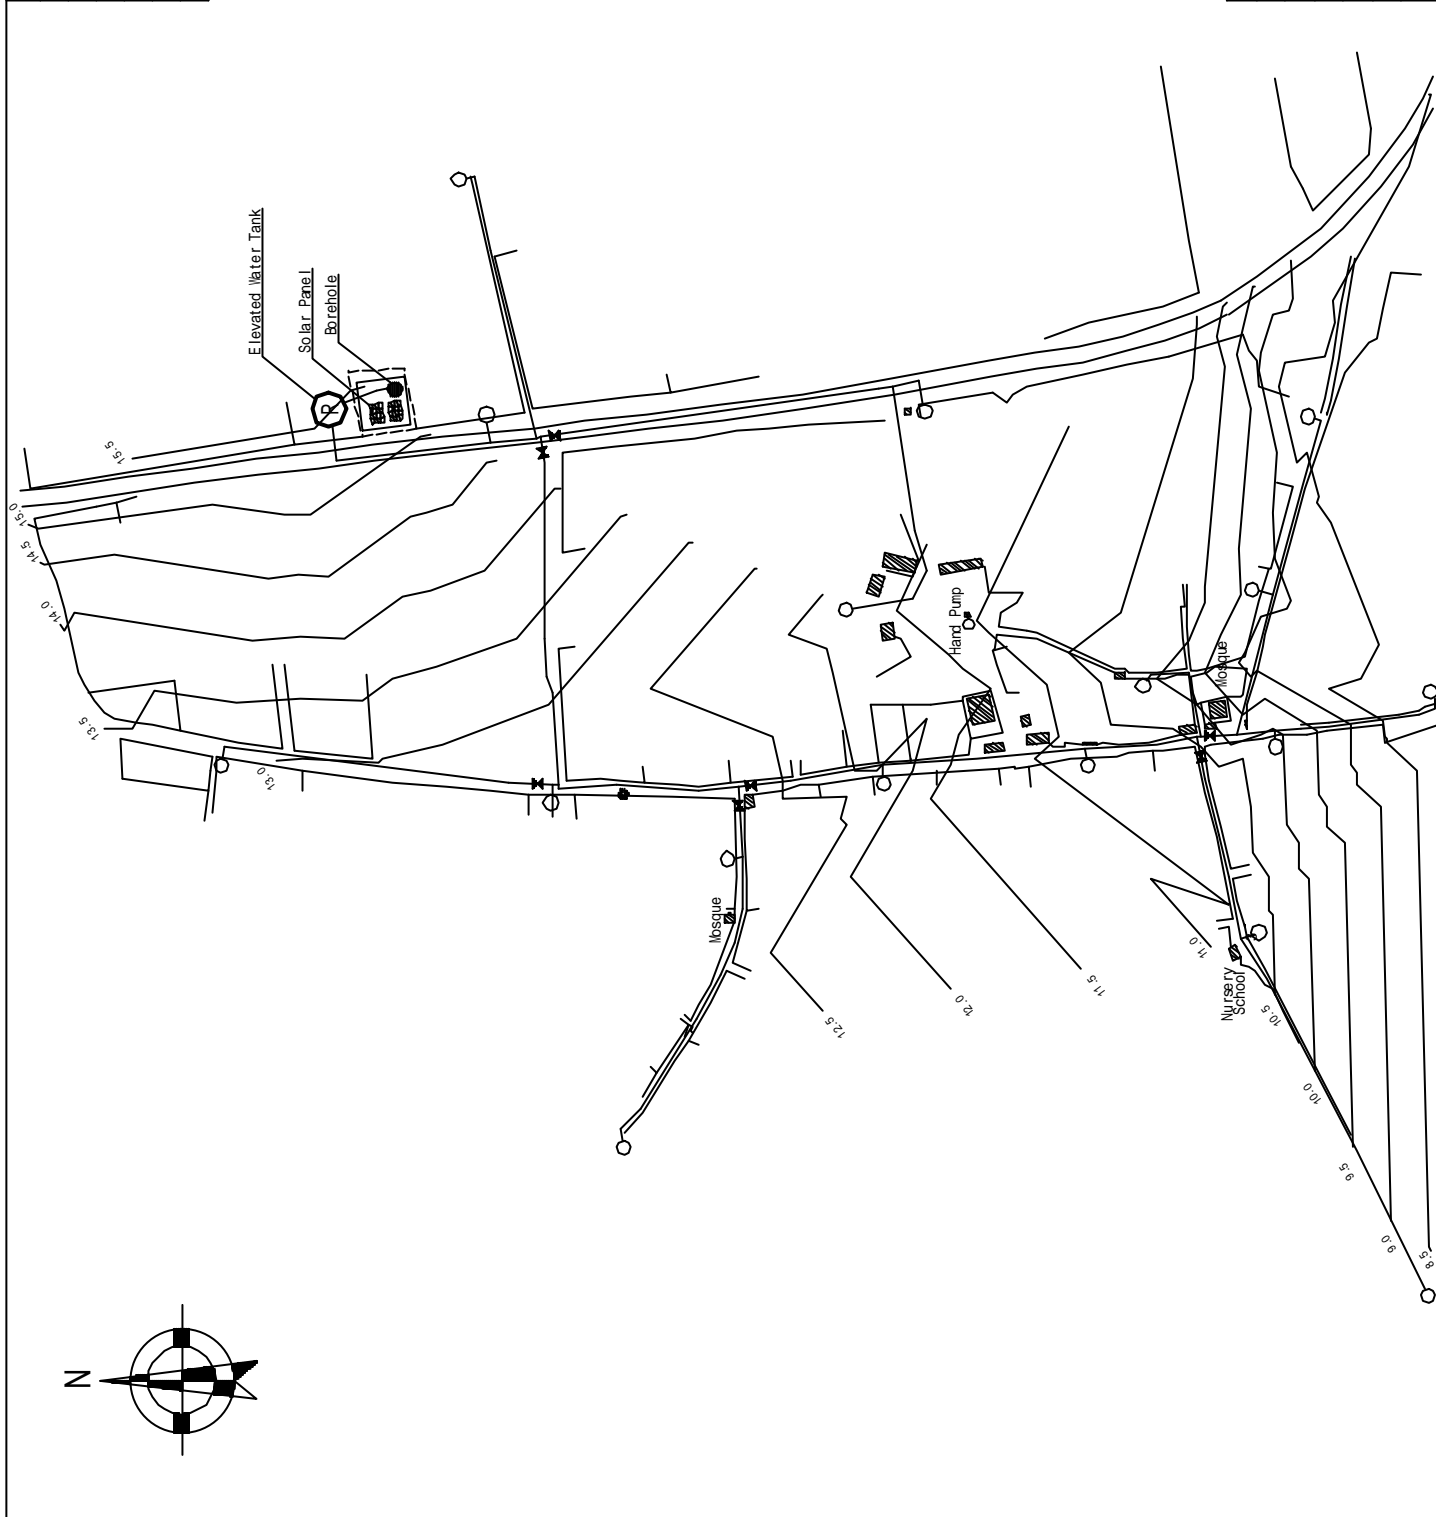 Elevated Water Tank
Solar Panel
Borehole
15.5
15.0
14.5
14.0
13.5
13.0
R
Hand Pump
Mosque
Mosque
12.5
12.0
11.5
11.0
Nursery
School
10.5
10.0
9.5
9.0
8.5
N